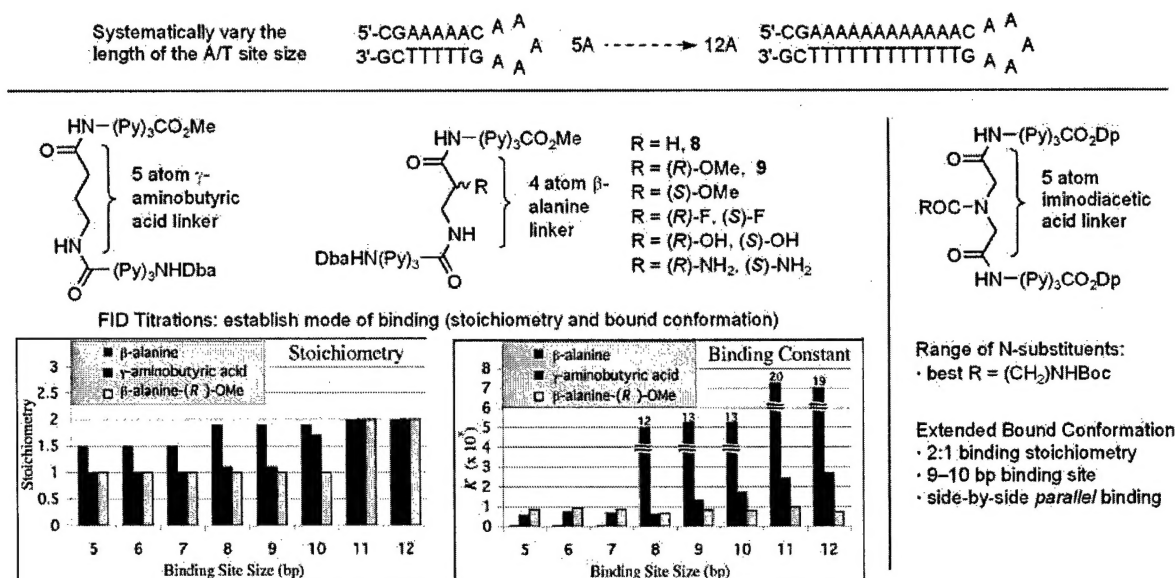 Systematically vary the
length of the A/T site size
5'-CGAAAAAC A A
A
3'-GCTTTTTG A A
5A
12A
5'-CGAAAAAAAAAAAAC A A
A
3'-GCTTTTTTTTTTTTG A A
HN-(Py)3CO2Me
O
5 atom γ-
aminobutyric
acid linker
NH
O
(Py)3NHDba
HN-(Py)3CO2Me
O
R
4 atom β-
alanine
linker
NH
DbaHN(Py)3
O
R = H, 8
R = (R)-OMe, 9
R = (S)-OMe
R = (R)-F, (S)-F
R = (R)-OH, (S)-OH
R = (R)-NH2, (S)-NH2
HN-(Py)3CO2Dp
O
ROC-N
5 atom
iminodiacetic
acid linker
O
HN-(Py)3CO2Dp
FID Titrations: establish mode of binding (stoichiometry and bound conformation)
β-alanine
γ-aminobutyric acid
β-alanine-(R)-OMe
Stoichiometry
Stoichiometry
3
2.5
2
1.5
1
0.5
0
5 6 7 8 9 10 11 12
Binding Site Size (bp)
β-alanine
γ-aminobutyric acid
β-alanine-(R)-OMe
Binding Constant
8
7
6
5
4
3
2
1
0
12 13 13 20 19
5 6 7 8 9 10 11 12
Binding Site Size (bp)
Range of N-substituents:
· best R = (CH2)NHBoc
Extended Bound Conformation
· 2:1 binding stoichiometry
· 9–10 bp binding site
· side-by-side parallel binding